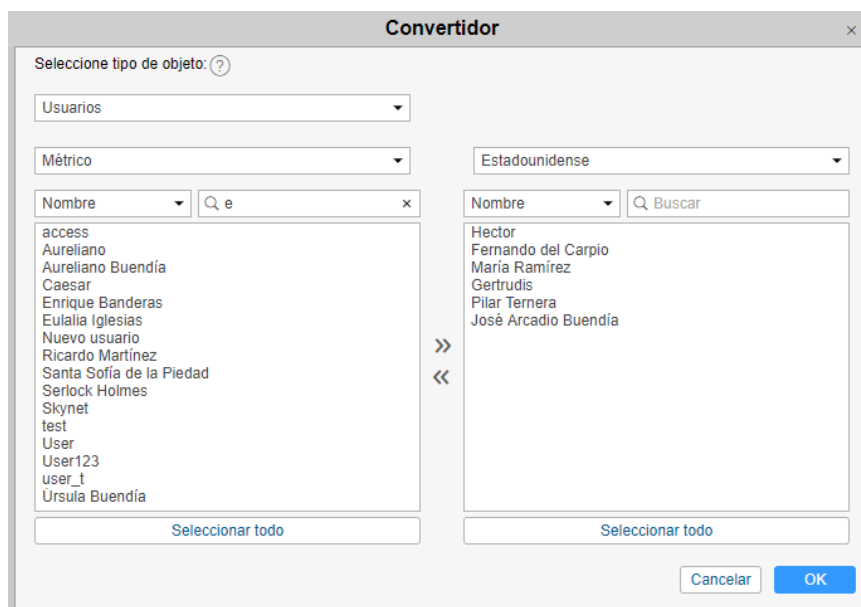 Convertidor
×
Seleccione tipo de objeto: ?
Usuarios
Métrico
Estadounidense
Nombre
e
×
Nombre
Buscar
access
Aureliano
Aureliano Buendía
Caesar
Enrique Banderas
Eulalia Iglesias
Nuevo usuario
Ricardo Martínez
Santa Sofía de la Piedad
Serlock Holmes
Skynet
test
User
User123
user_t
Úrsula Buendía
Hector
Fernando del Carpio
María Ramírez
Gertrudis
Pilar Ternera
José Arcadio Buendía
»
«
Seleccionar todo
Seleccionar todo
Cancelar
OK